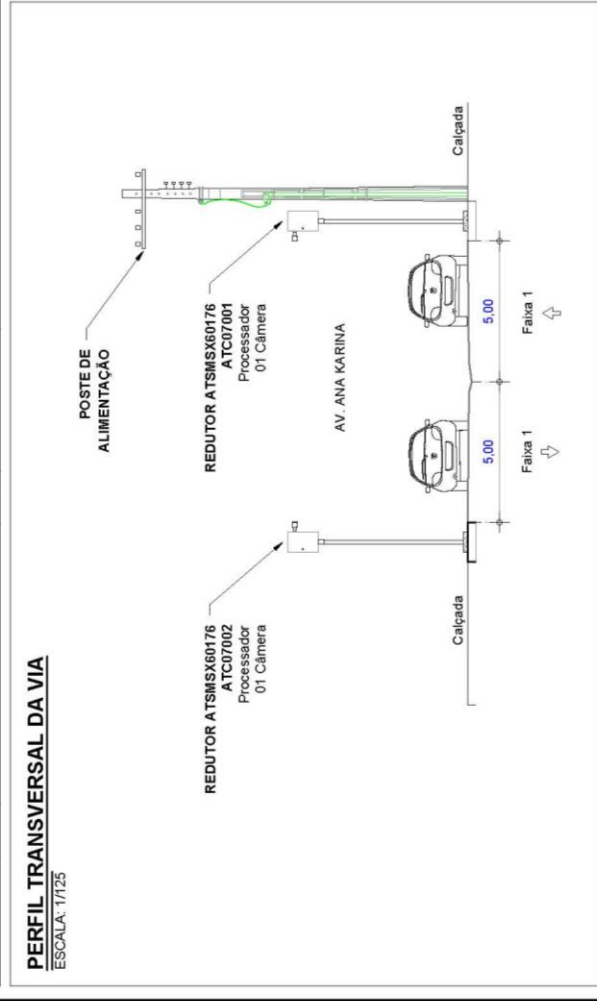 PERFIL TRANSVERSAL DA VIA
ESCALA: 1/125
POSTE DE
ALIMENTAÇÃO
REDUTOR ATSMSX60176
ATC07002
Processador
01 Câmera
REDUTOR ATSMSX60176
ATC07001
Processador
01 Câmera
AV. ANA KARINA
Calçada
Calçada
5,00
5,00
Faixa 1
Faixa 1